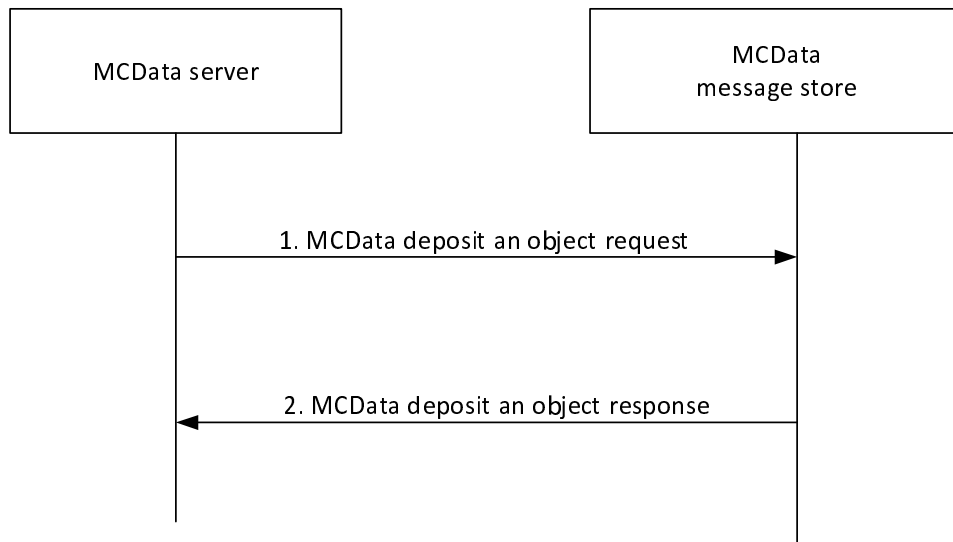 MCData server
MCData
message store
1. MCData deposit an object request
2. MCData deposit an object response